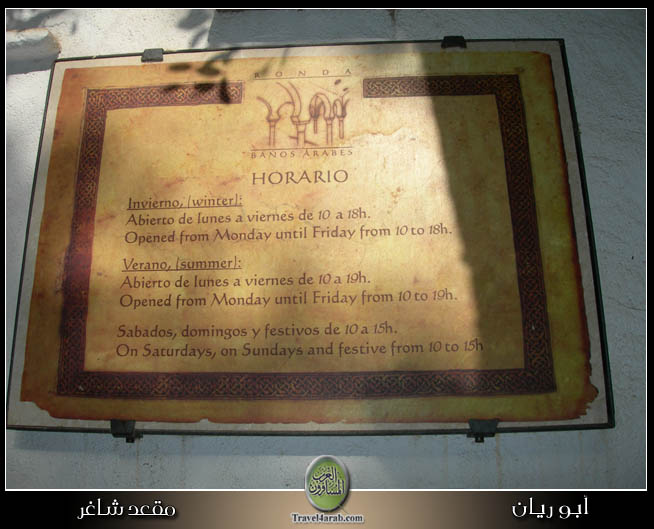 RONDA
BAÑOS ÁRABES
HORARIO
Invierno, [winter]:
Abierto de lunes a viernes de 10 a 18h.
Opened from Monday until Friday from 10 to 18h.
Verano, [summer]:
Abierto de lunes a viernes de 10 a 19h.
Opened from Monday until Friday from 10 to 19h.
Sabados, domingos y festivos de 10 a 15h.
On Saturdays, on Sundays and festive from 10 to 15h
العرب
المسافرون
Travel4arab.com
مقعد شاغر
أبو ريان